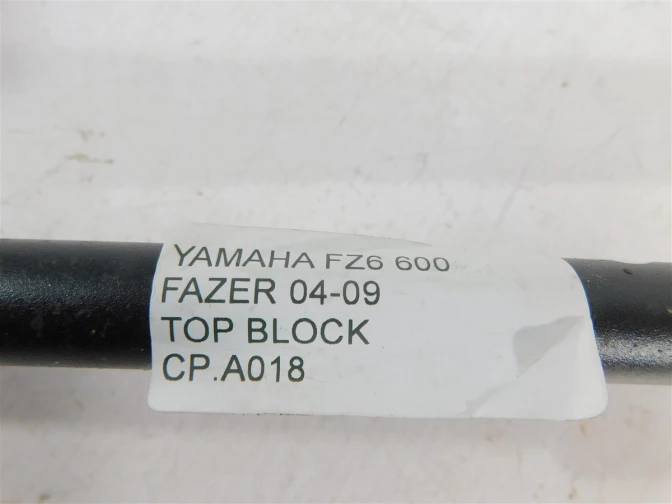 YAMAHA FZ6 600
FAZER 04-09
TOP BLOCK
CP.A018